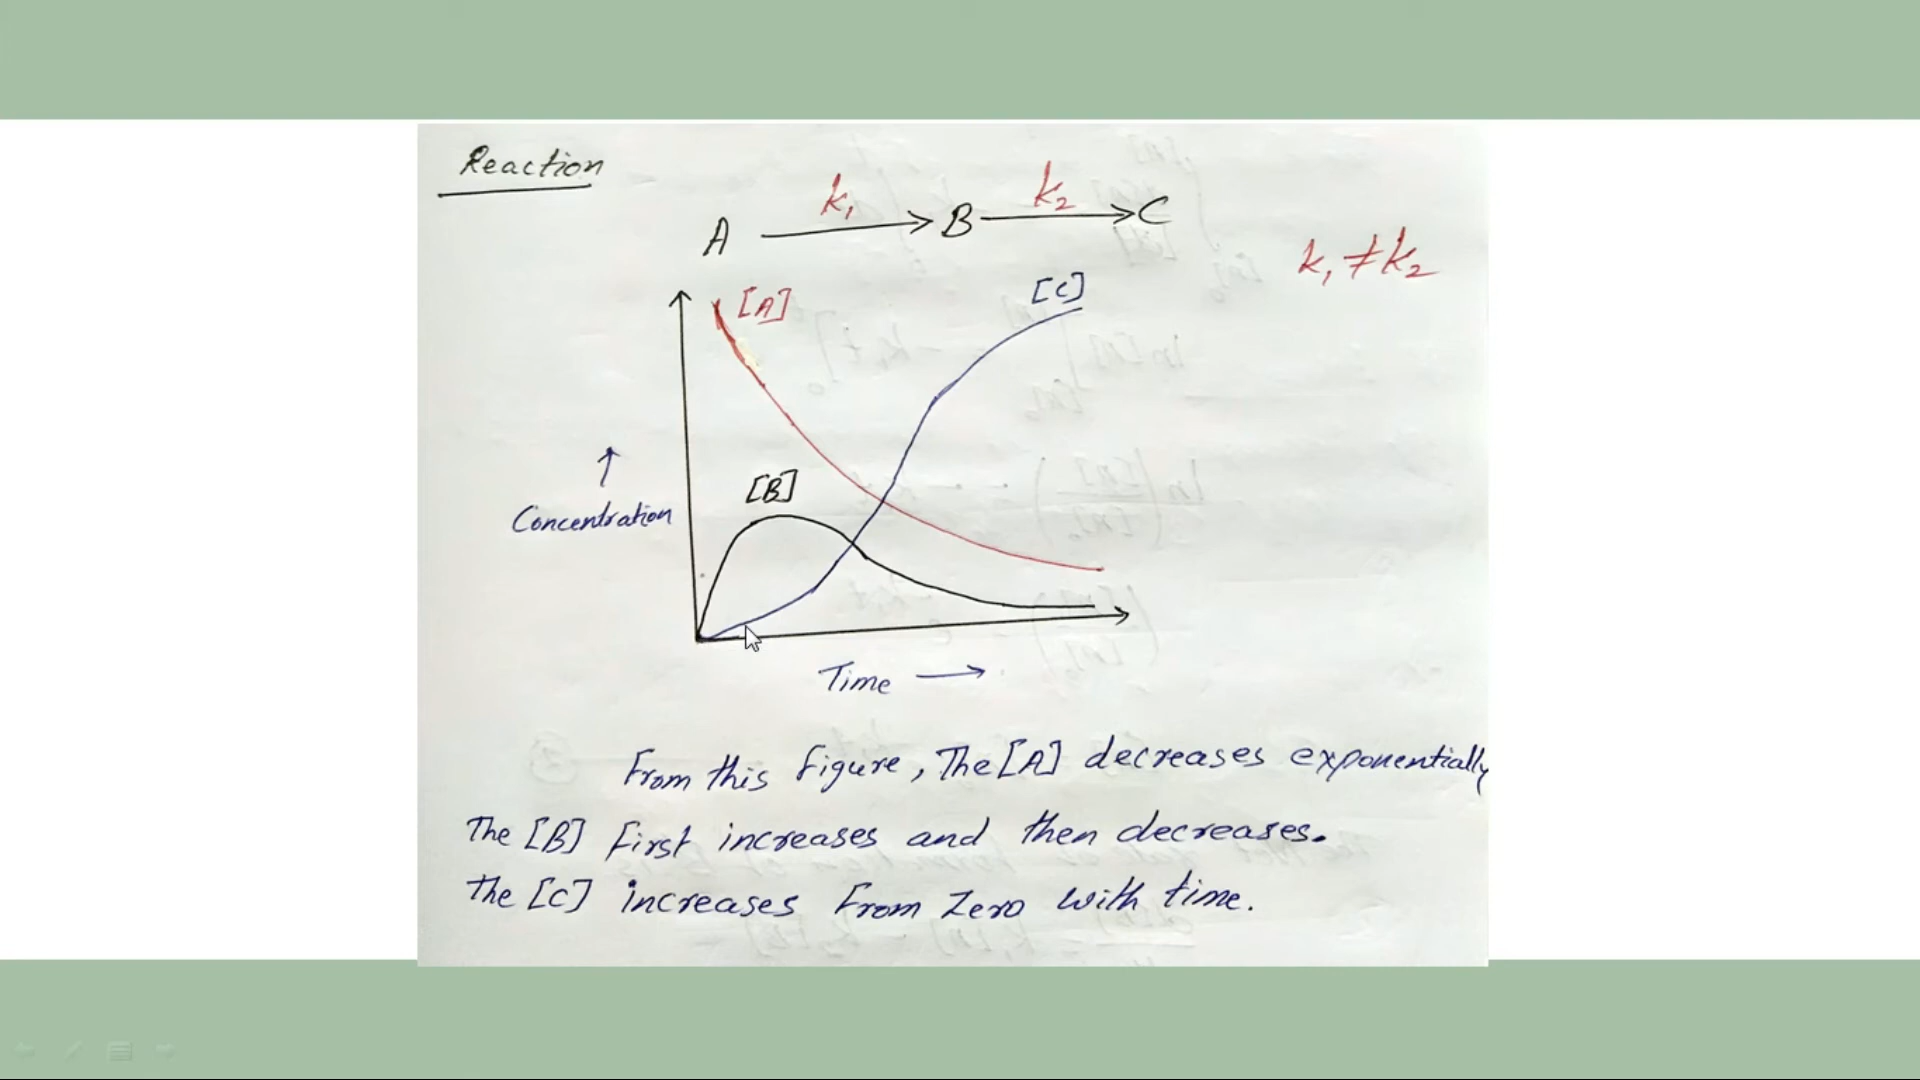 Reaction
A k₁ → B k₂ → C
k₁ ≠ k₂
[A]
[C]
[B]
↑
Concentration
Time →
From this figure, The [A] decreases exponentially
The [B] first increases and then decreases.
The [C] increases From Zero with time.